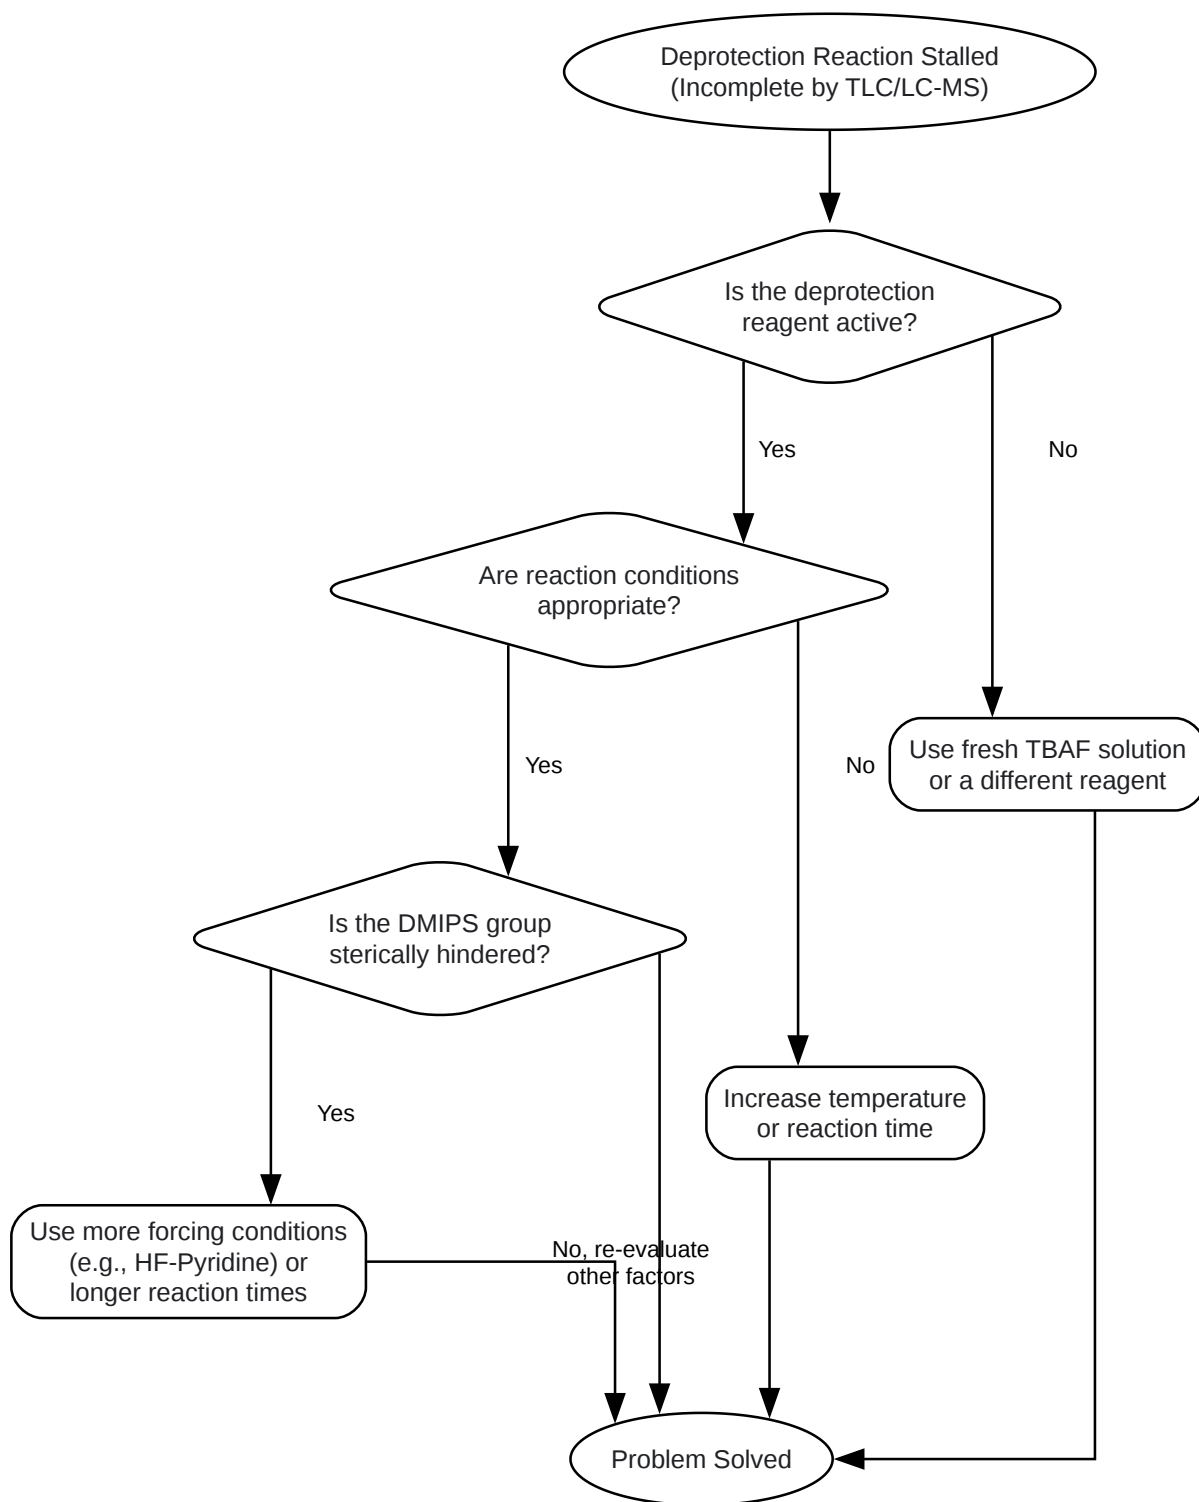 Deprotection Reaction Stalled
(Incomplete by TLC/LC-MS)
Is the deprotection
reagent active?
Yes
No
Are reaction conditions
appropriate?
Use fresh TBAF solution
or a different reagent
Yes
No
Is the DMIPS group
sterically hindered?
Increase temperature
or reaction time
Yes
Use more forcing conditions
(e.g., HF-Pyridine) or
longer reaction times
No, re-evaluate
other factors
Problem Solved